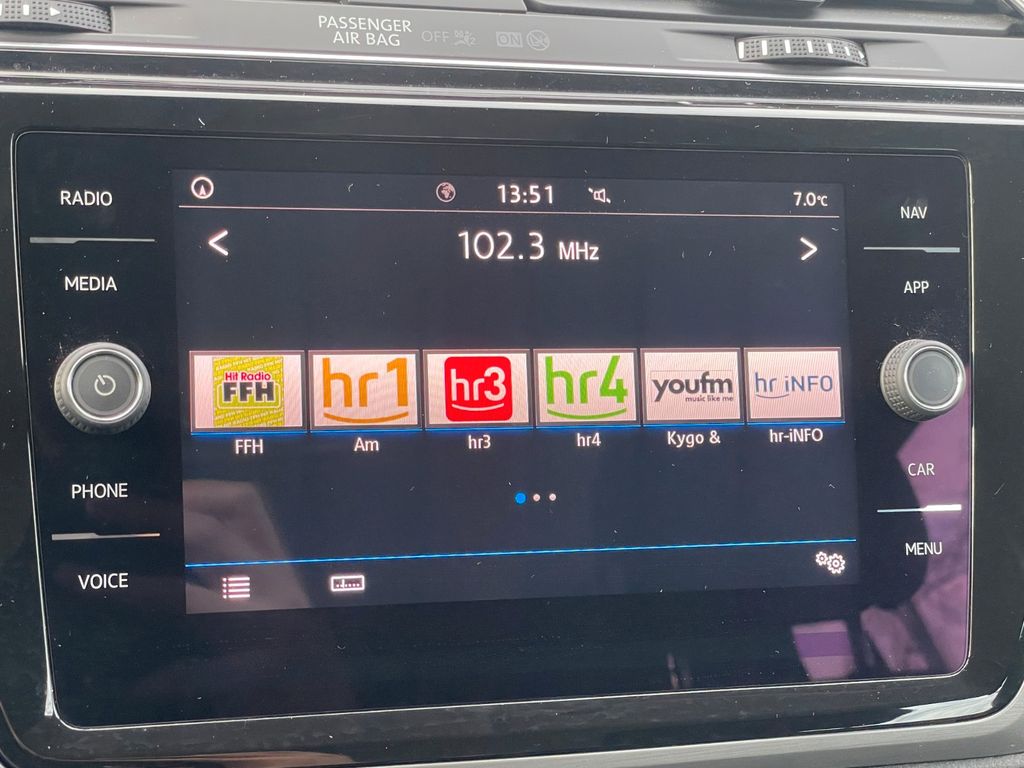 PASSENGER
AIR BAG
OFF
2
ON
RADIO
MEDIA
PHONE
VOICE
13:51
7.0°C
<
102.3 MHz
>
Hit Radio
FFH
hr1
hr3
hr4
youfm
music like me
hr iNFO
FFH
Am
hr3
hr4
Kygo &
hr-iNFO
NAV
APP
CAR
MENU